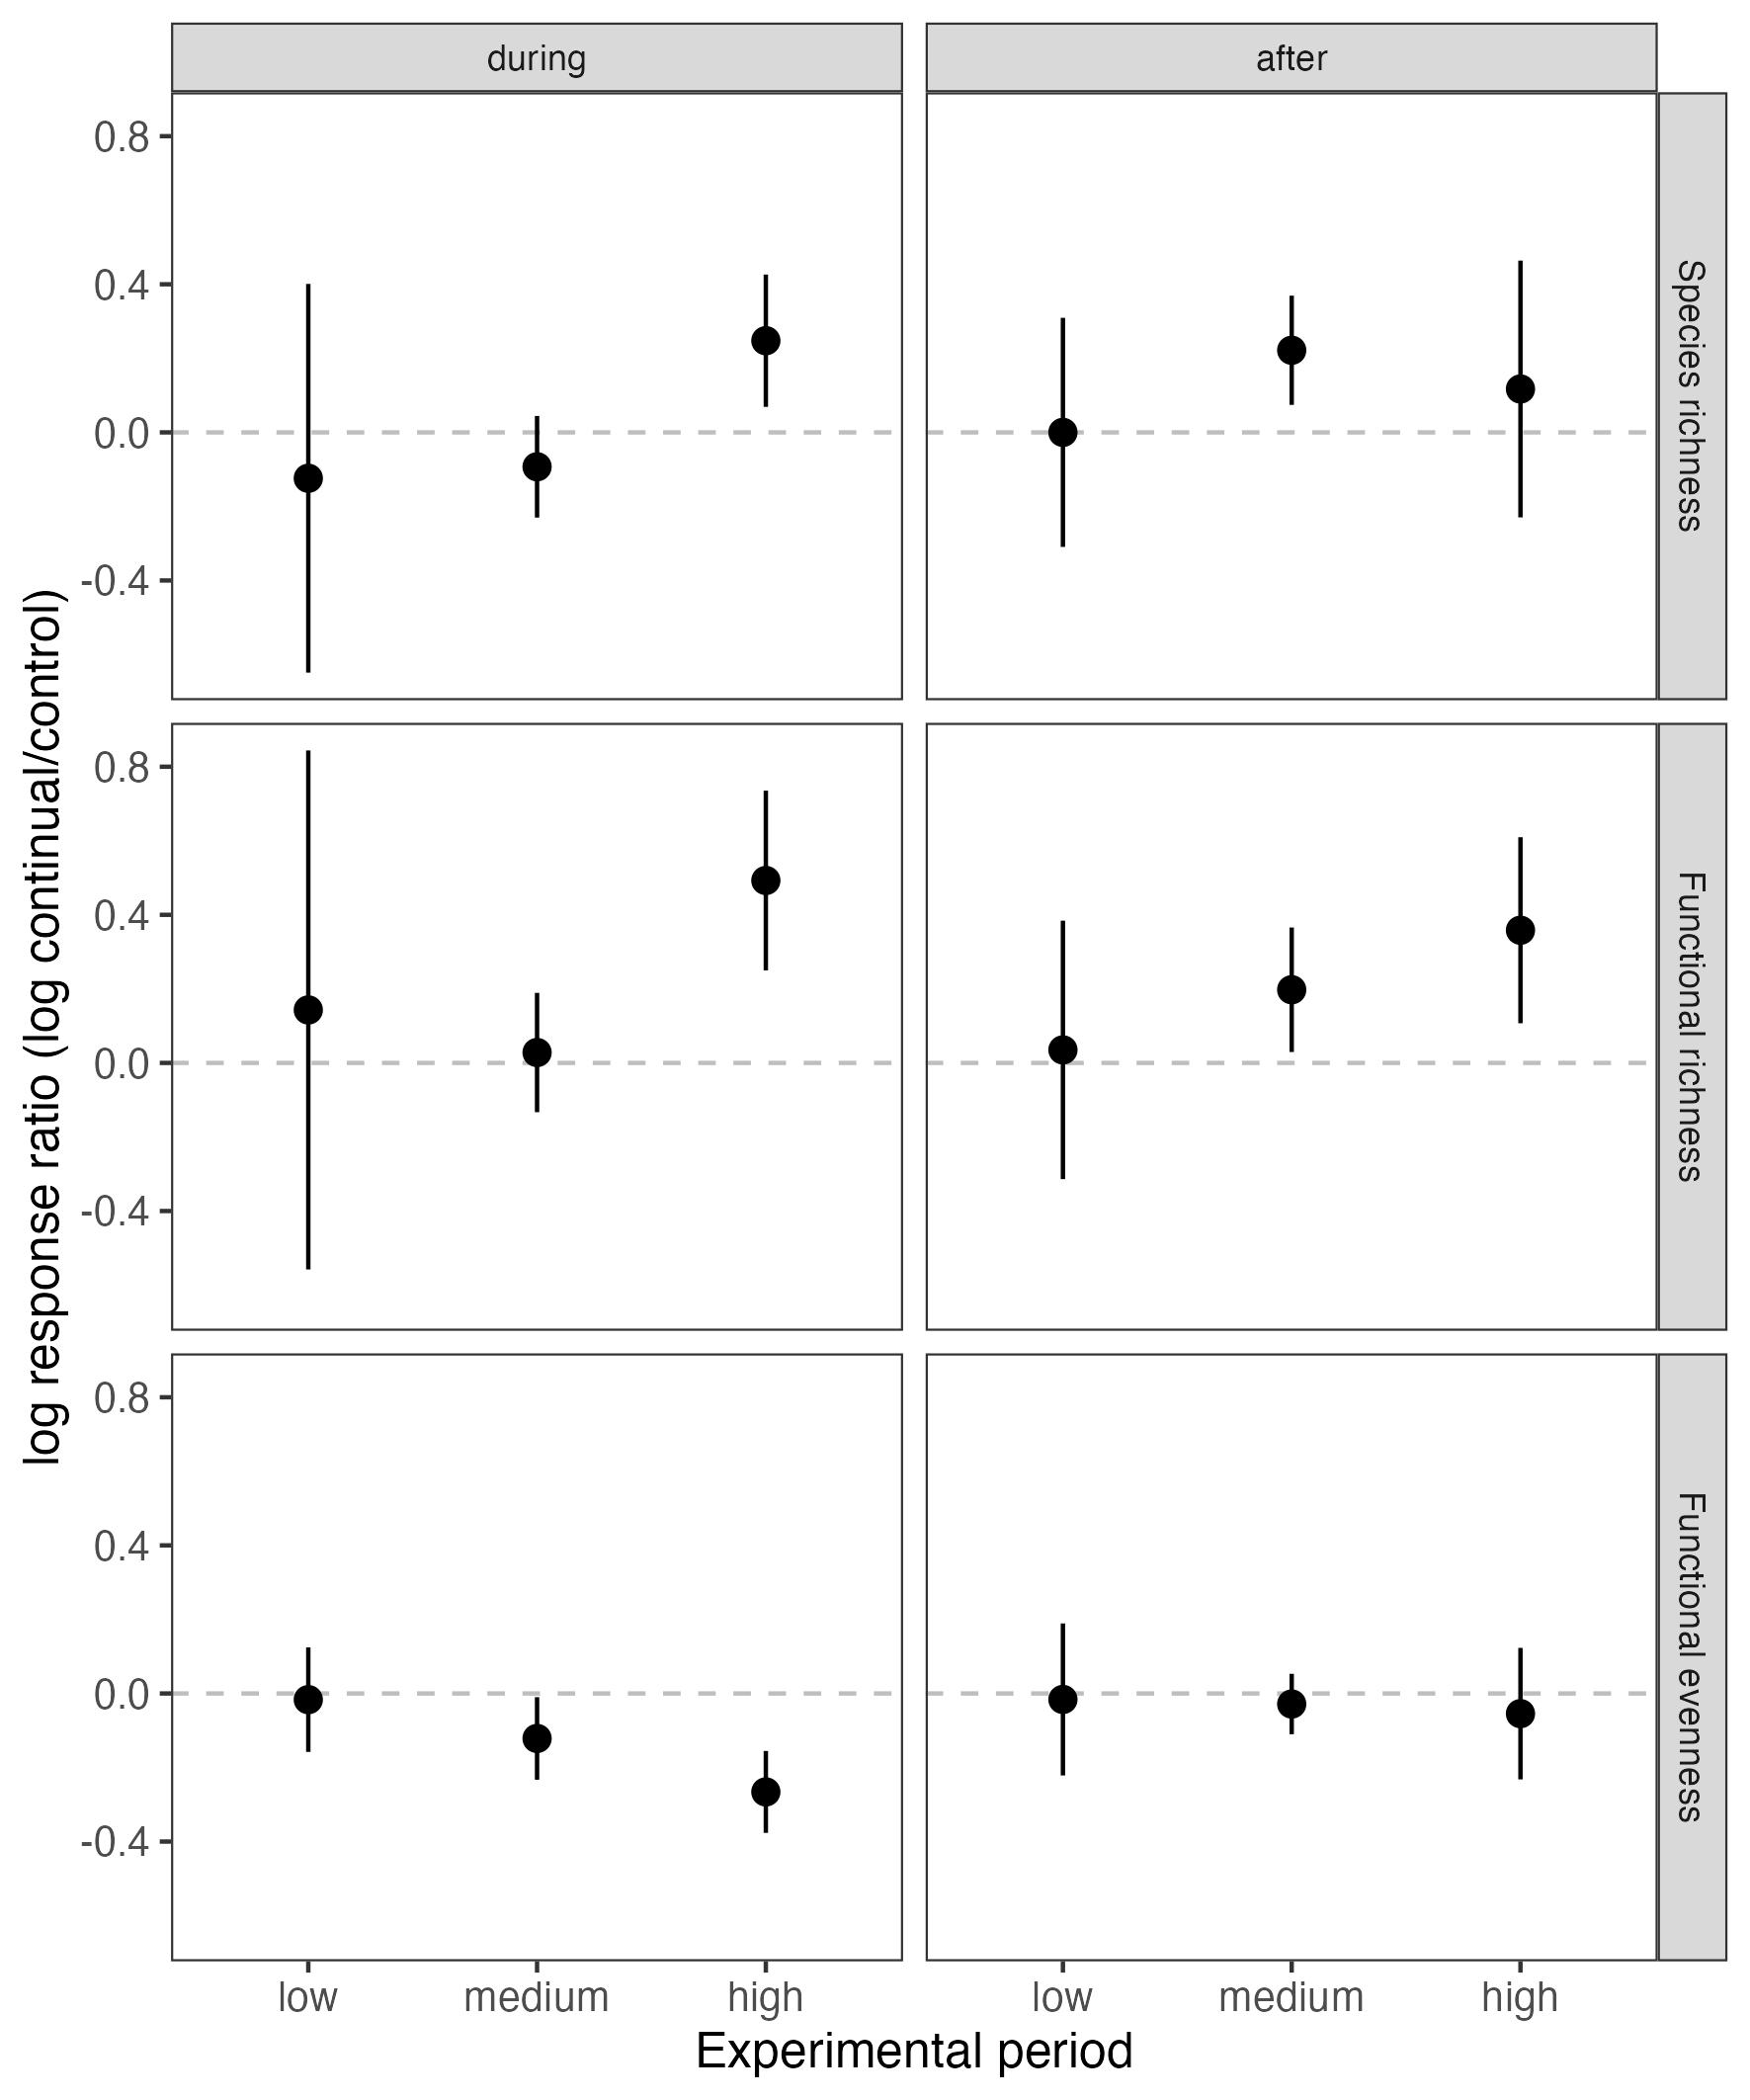 during
after
0.8
0.4
0.0
-0.4
Species richness
0.8
0.4
0.0
-0.4
Functional richness
0.8
0.4
0.0
-0.4
Functional evenness
log response ratio (log continual/control)
low
medium
high
low
medium
high
Experimental period